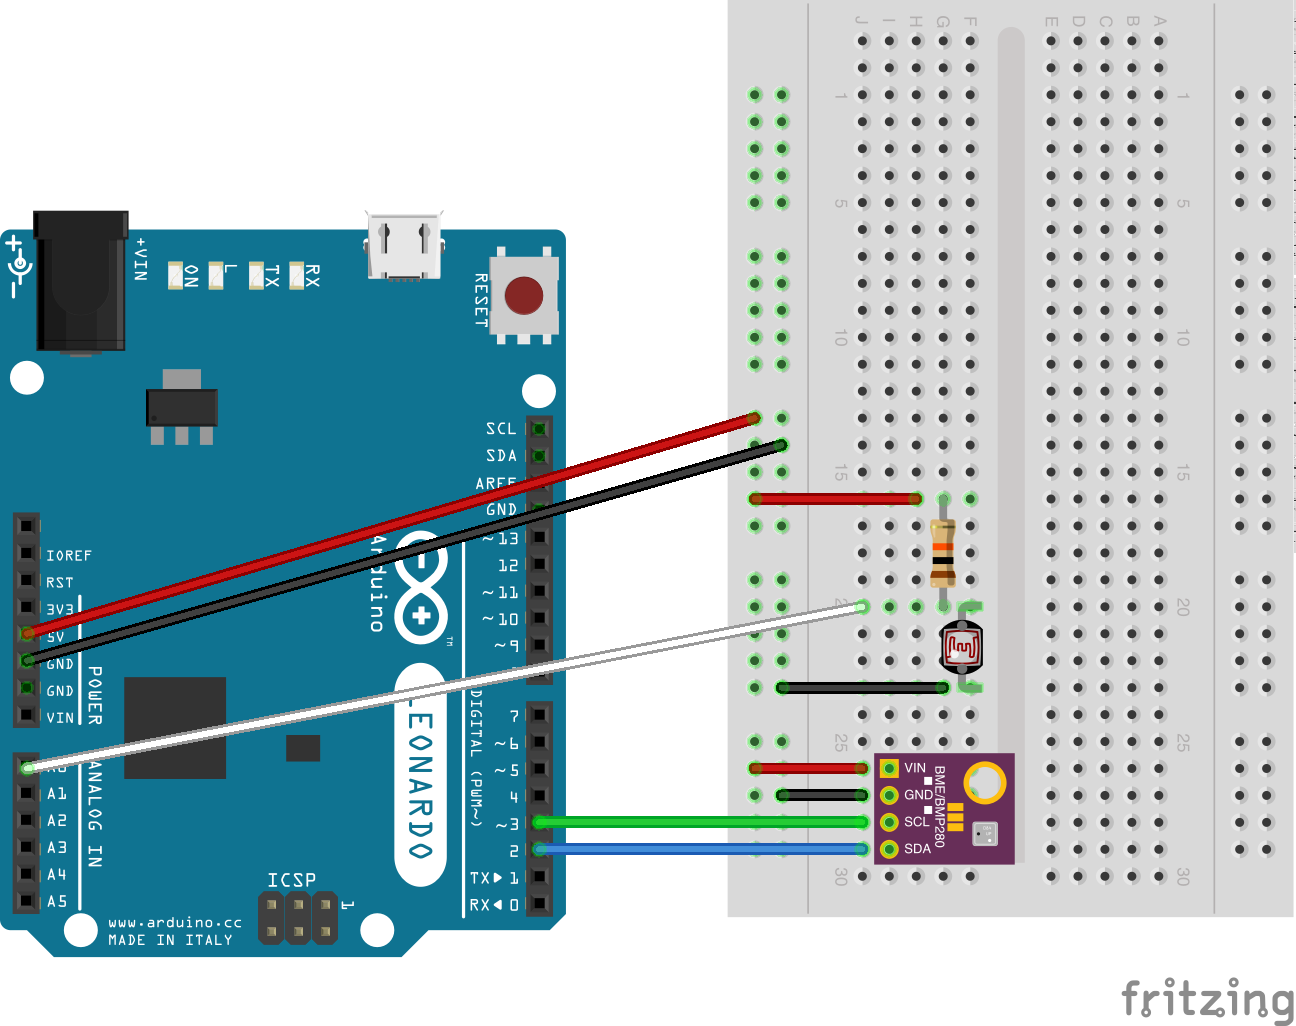 J I H G F E D C B A
1 1
5 5
10 10
15 15
20
25 25
30 30
+VIN
ON
L
TX
RX
RESET
SCL
SDA
AREF
GND
~13
12
~11
~10
~9
7
~6
~5
4
~3
2
TX▶1
RX◀0
DIGITAL (PWM~)
IOREF
RST
3V3
5V
GND
GND
VIN
POWER
A1
A2
A3
A4
A5
ANALOG IN
Arduino
TM
LEONARDO
ICSP
1
www.arduino.cc
MADE IN ITALY
VIN
GND
SCL
SDA
BME/BMP280
fritzing